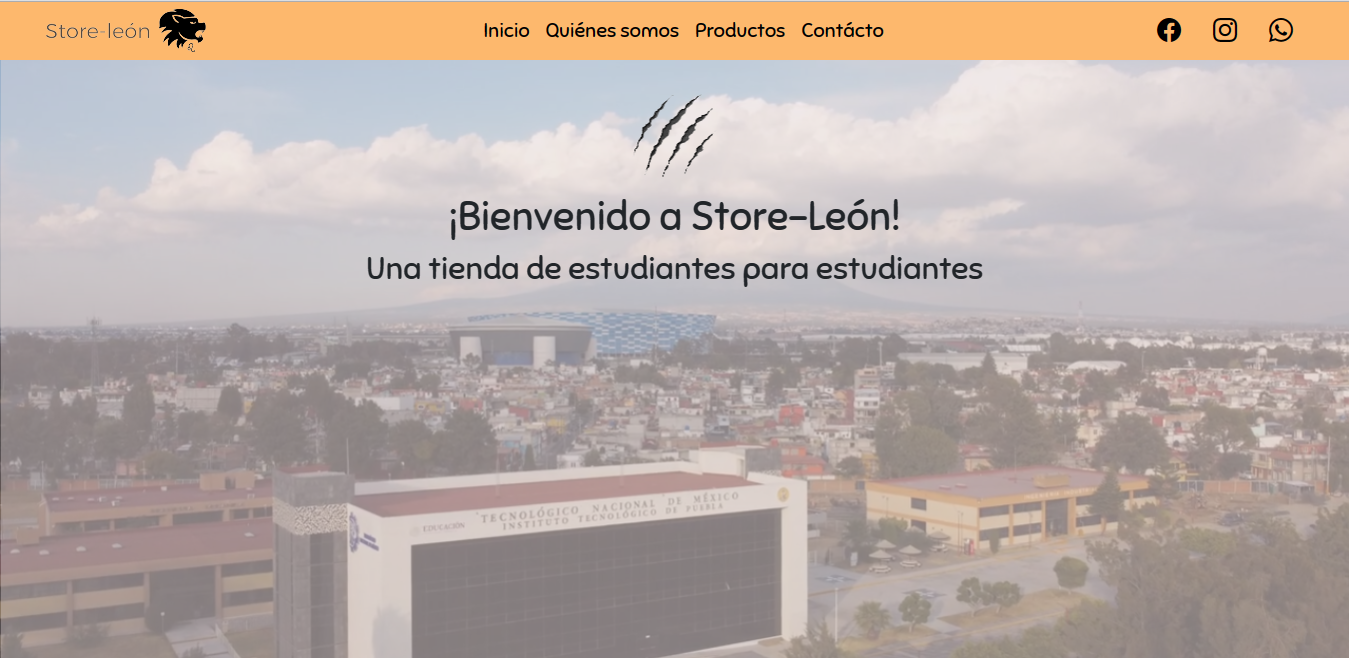 Store-león
Inicio Quiénes somos Productos Contácto
¡Bienvenido a Store-León!
Una tienda de estudiantes para estudiantes
EDUCACIÓN
TECNOLÓGICO NACIONAL DE MÉXICO
INSTITUTO TECNOLÓGICO DE PUEBLA